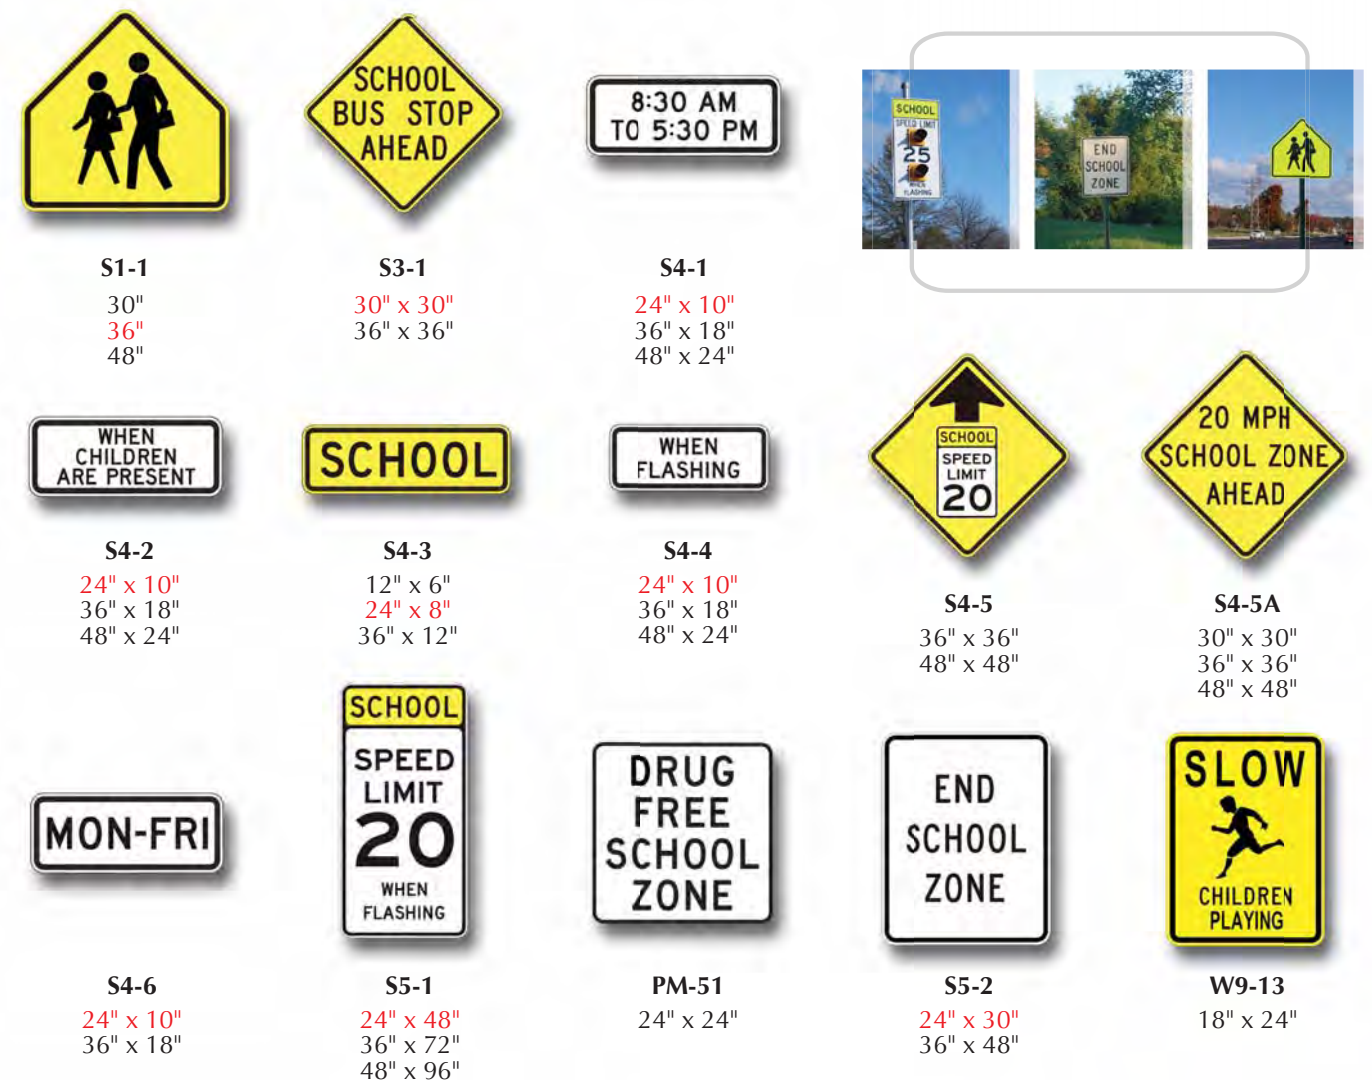 SCHOOL
BUS STOP
AHEAD
8:30 AM
TO 5:30 PM
SCHOOL
SPEED LIMIT
25
WHEN
FLASHING
END
SCHOOL
ZONE
S1-1
30"
36"
48"
S3-1
30" x 30"
36" x 36"
S4-1
24" x 10"
36" x 18"
48" x 24"
WHEN
CHILDREN
ARE PRESENT
SCHOOL
WHEN
FLASHING
SCHOOL
SPEED
LIMIT
20
20 MPH
SCHOOL ZONE
AHEAD
S4-2
24" x 10"
36" x 18"
48" x 24"
S4-3
12" x 6"
24" x 8"
36" x 12"
S4-4
24" x 10"
36" x 18"
48" x 24"
S4-5
36" x 36"
48" x 48"
S4-5A
30" x 30"
36" x 36"
48" x 48"
MON-FRI
SCHOOL
SPEED
LIMIT
20
WHEN
FLASHING
DRUG
FREE
SCHOOL
ZONE
END
SCHOOL
ZONE
SLOW
CHILDREN
PLAYING
S4-6
24" x 10"
36" x 18"
S5-1
24" x 48"
36" x 72"
48" x 96"
PM-51
24" x 24"
S5-2
24" x 30"
36" x 48"
W9-13
18" x 24"